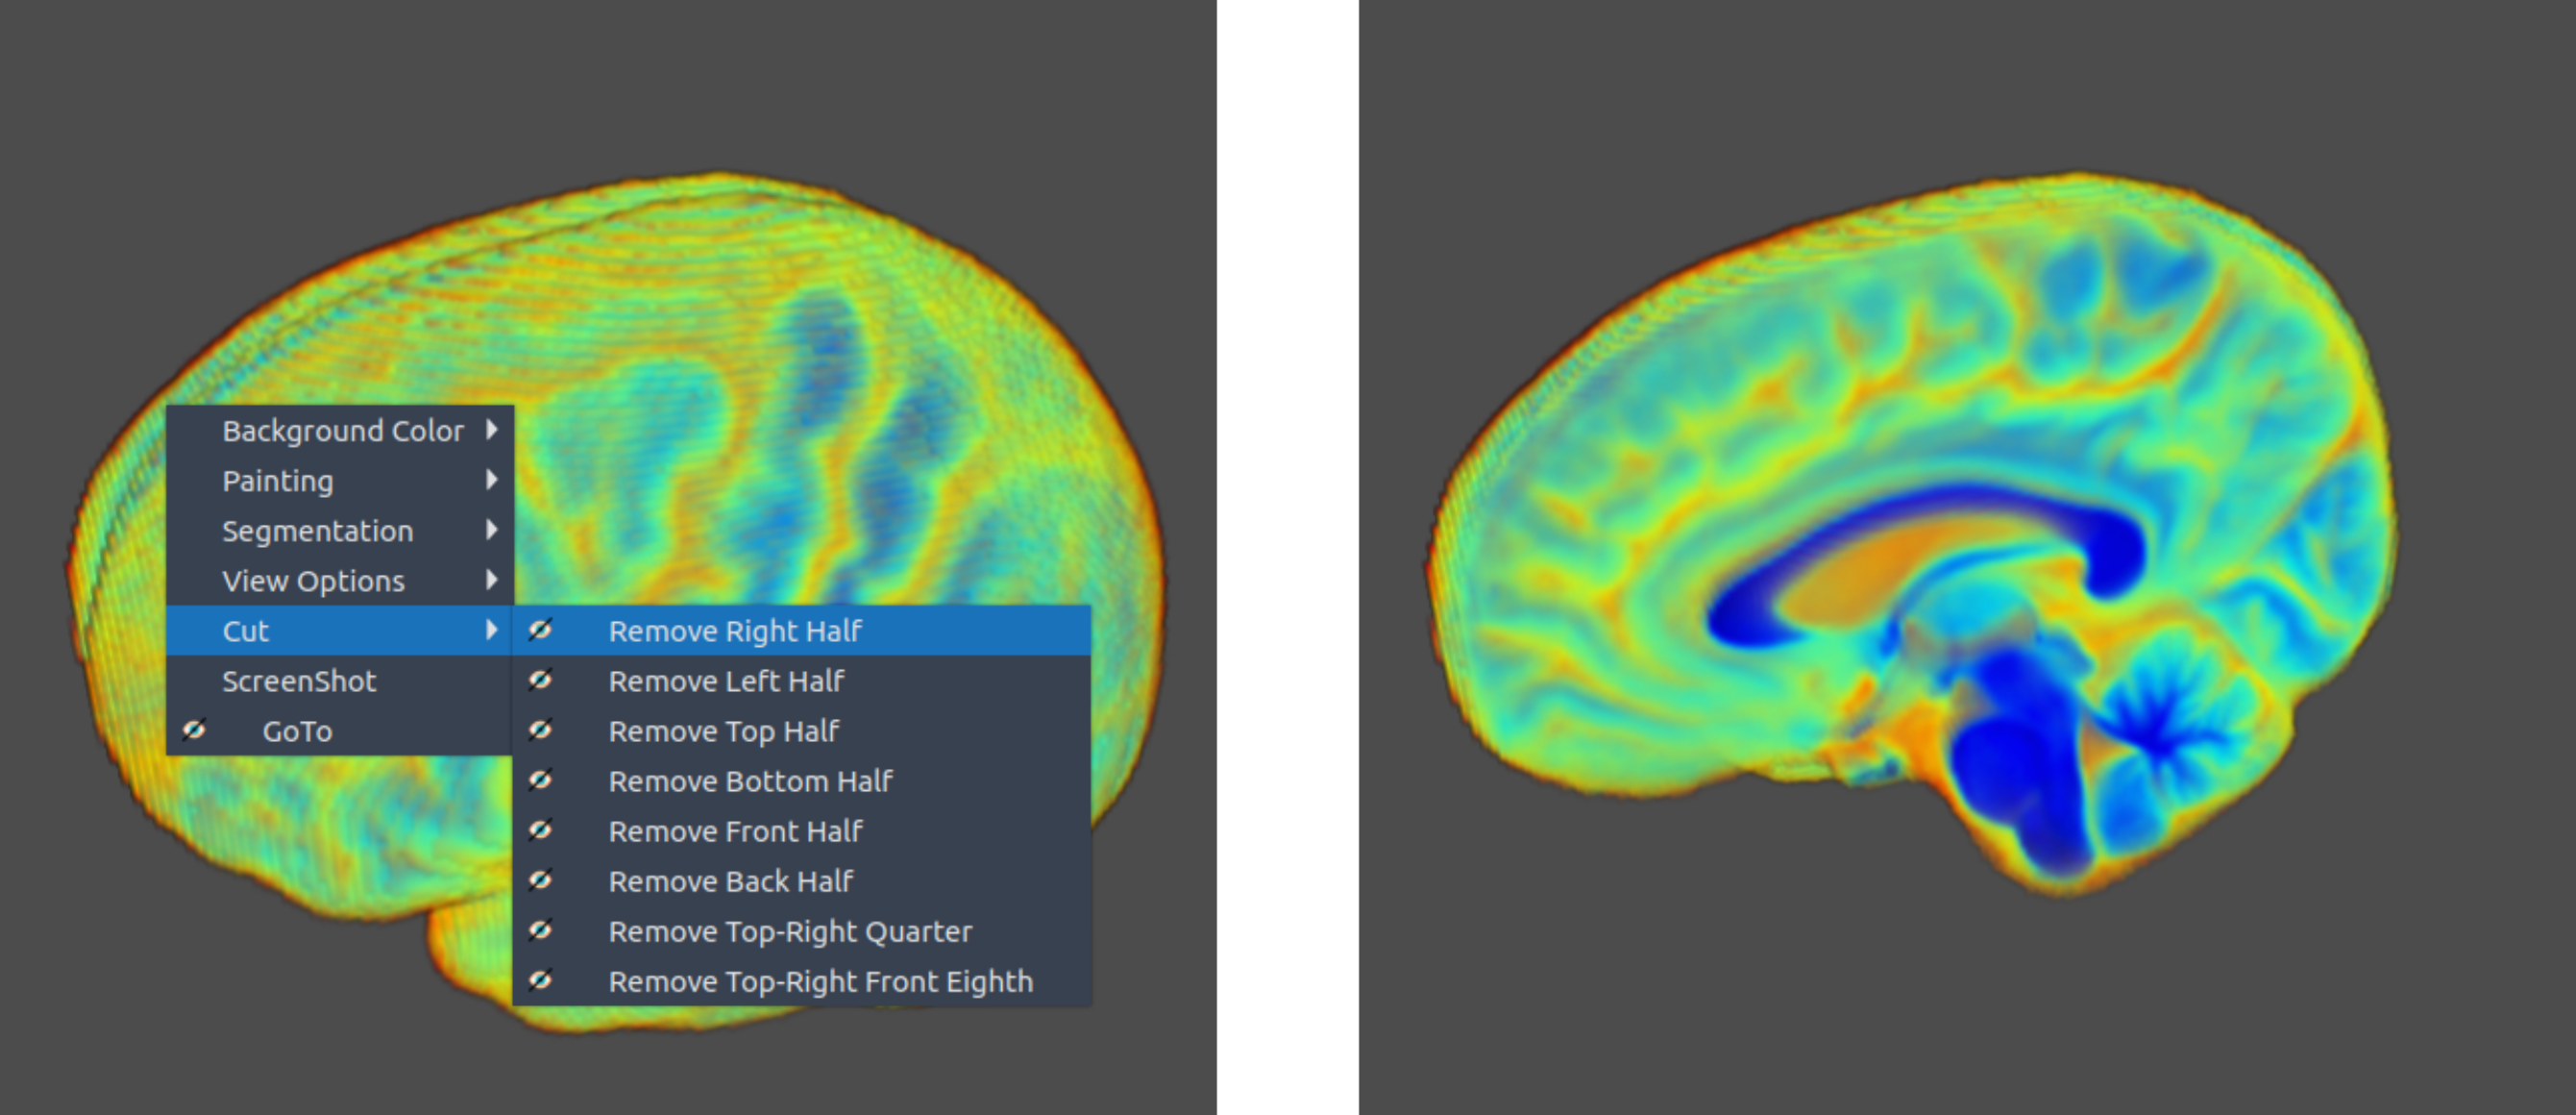 Background Color
Painting
Segmentation
View Options
Cut
ScreenShot
GoTo
Remove Right Half
Remove Left Half
Remove Top Half
Remove Bottom Half
Remove Front Half
Remove Back Half
Remove Top-Right Quarter
Remove Top-Right Front Eighth